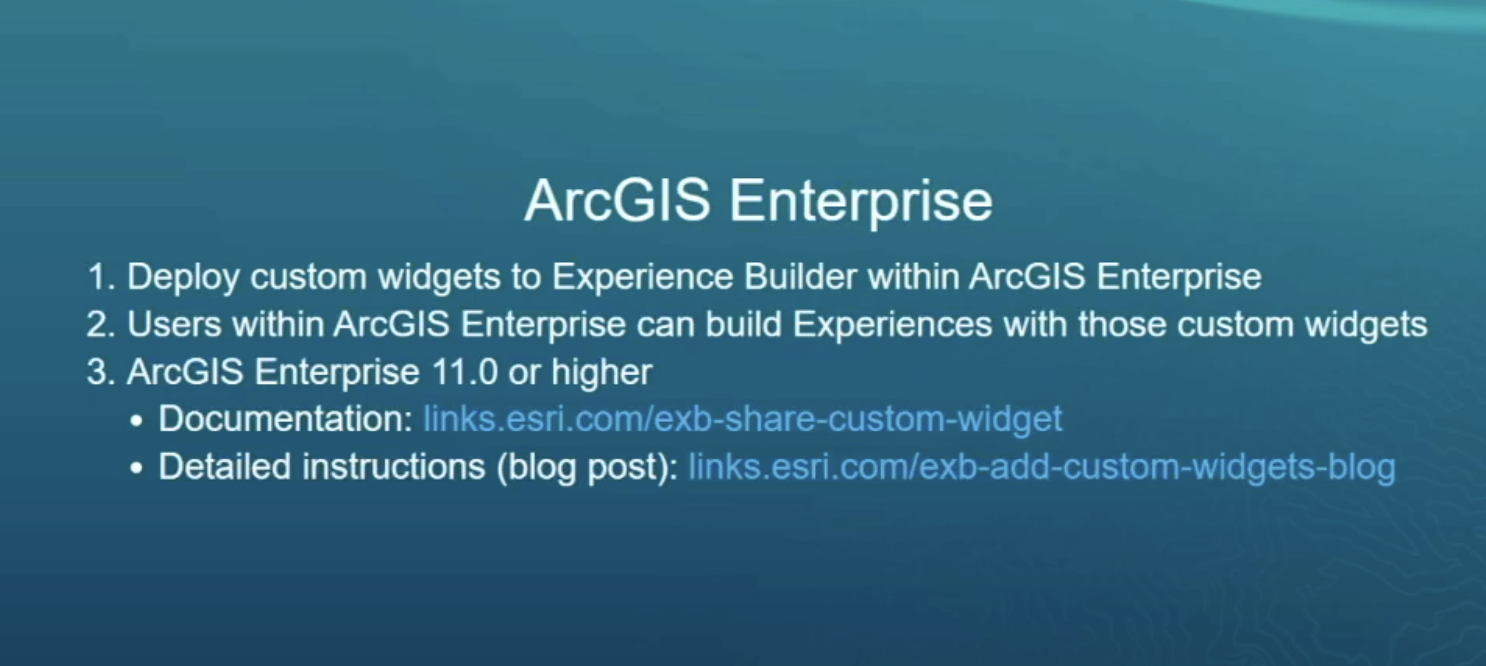 ArcGIS Enterprise
1. Deploy custom widgets to Experience Builder within ArcGIS Enterprise
2. Users within ArcGIS Enterprise can build Experiences with those custom widgets
3. ArcGIS Enterprise 11.0 or higher
• Documentation: links.esri.com/exb-share-custom-widget
• Detailed instructions (blog post): links.esri.com/exb-add-custom-widgets-blog